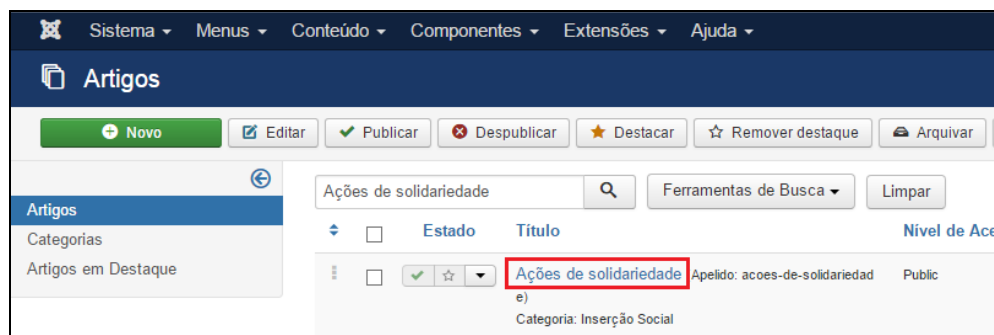 Sistema Menus Conteúdo Componentes Extensões Ajuda
Artigos
Novo Editar Publicar Despublicar Destacar Remover destaque Arquivar
Ações de solidariedade Ferramentas de Busca Limpar
Artigos
Categorias
Artigos em Destaque
Estado Título Nível de Ace
Ações de solidariedade Apelido: acoes-de-solidariedad Public
e)
Categoria: Inserção Social